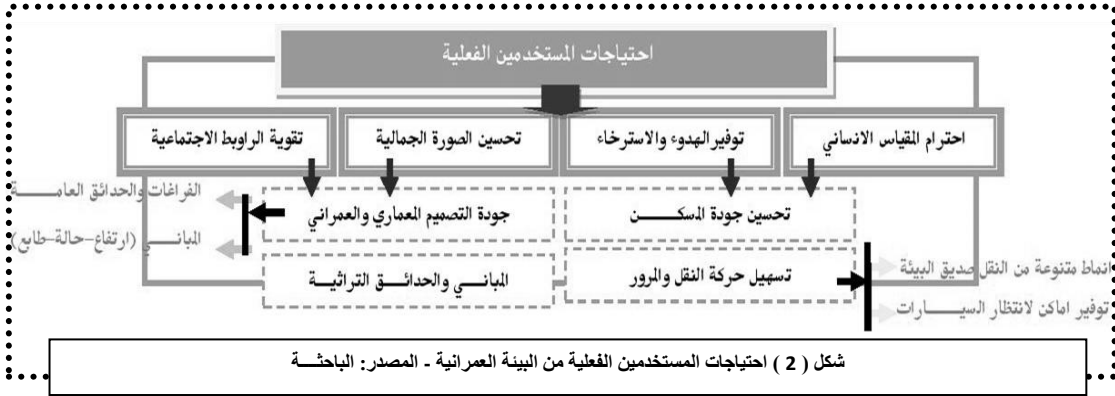 احتياجات المستخدمين الفعلية
احترام المقياس الانساني
توفير الهدوء والاسترخاء
تحسين الصورة الجمالية
تقوية الراوبط الاجتماعية
تحسين جودة المسكن
جودة التصميم المعماري والعمراني
الفراغات والحدائق العامة
المباني (ارتفاع-حالة-طابع)
تسهيل حركة النقل والمرور
المباني والحدائق التراثية
انماط متنوعة من النقل صديق البيئة
توفير اماكن لانتظار السيارات
شكل ( 2 ) احتياجات المستخدمين الفعلية من البيئة العمرانية - المصدر: الباحثة